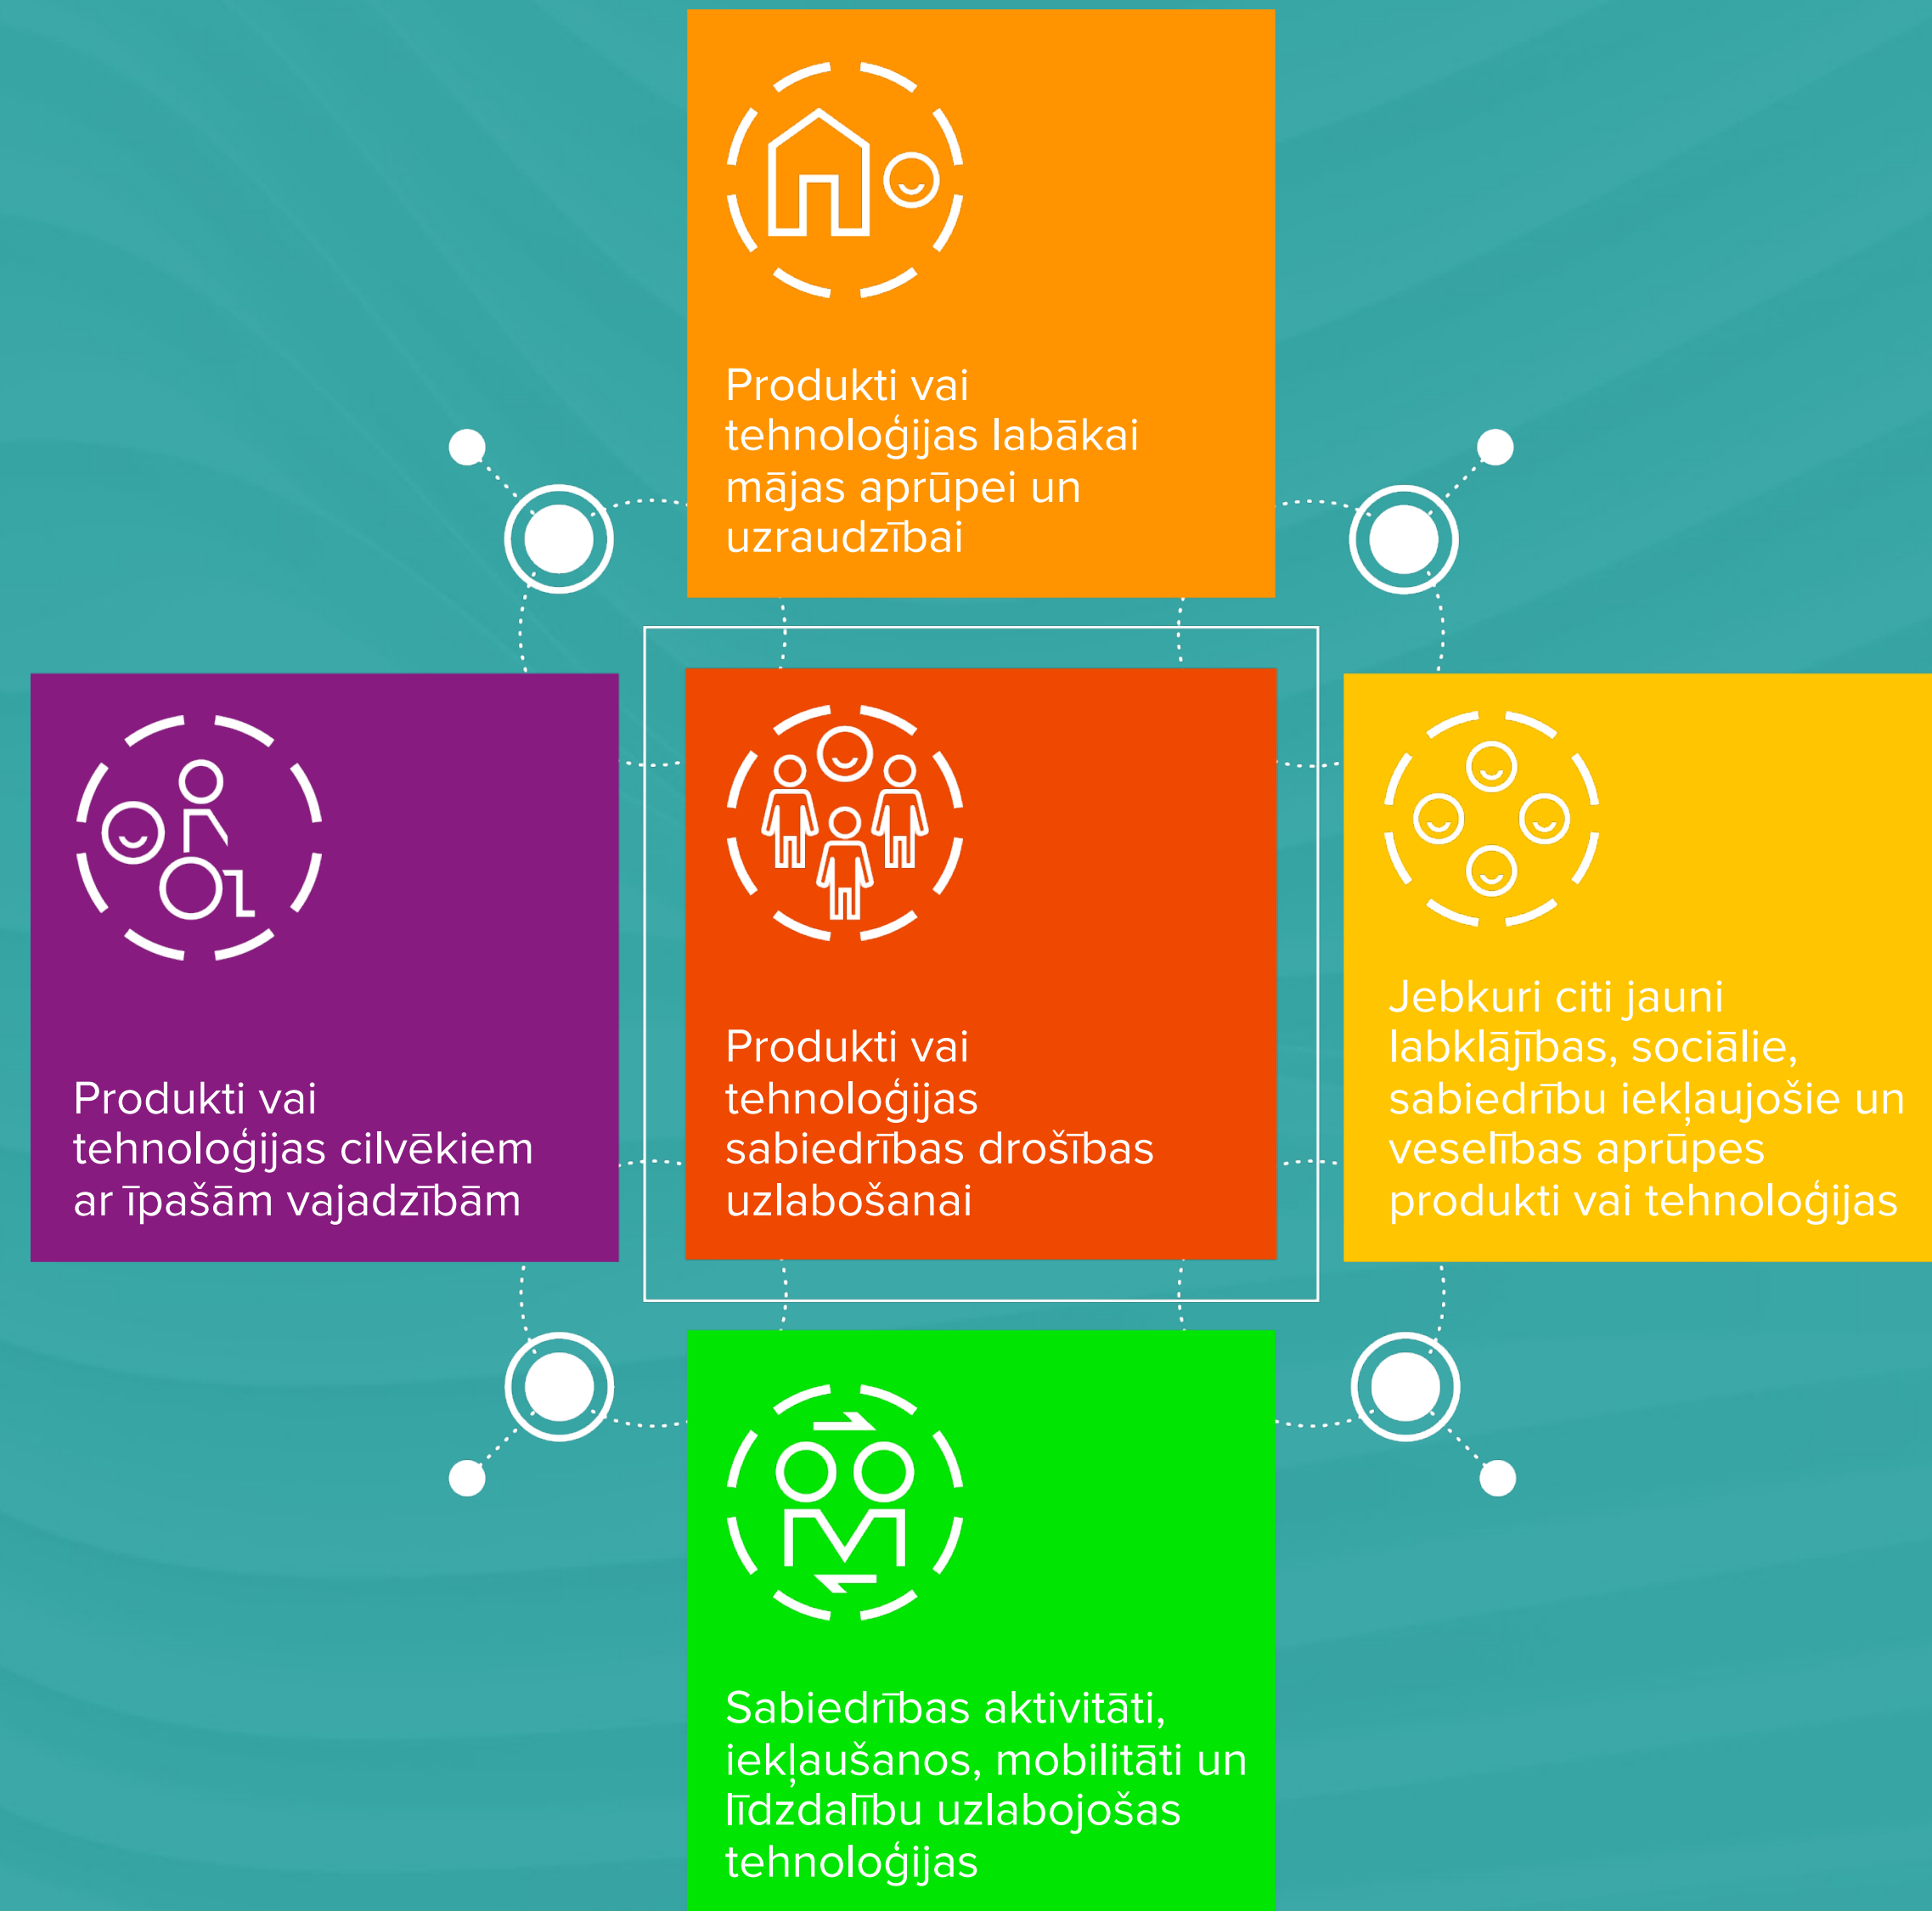 Produkti vai
tehnoloģijas labākai
mājas aprūpei un
uzraudzībai
Produkti vai
tehnoloģijas cilvēkiem
ar īpašām vajadzībām
Produkti vai
tehnoloģijas
sabiedrības drošības
uzlabošanai
Jebkuri citi jauni
labklājības, sociālie,
sabiedrību iekļaujošie un
veselības aprūpes
produkti vai tehnoloģijas
Sabiedrības aktivitāti,
iekļaušanos, mobilitāti un
līdzdalību uzlabojošas
tehnoloģijas